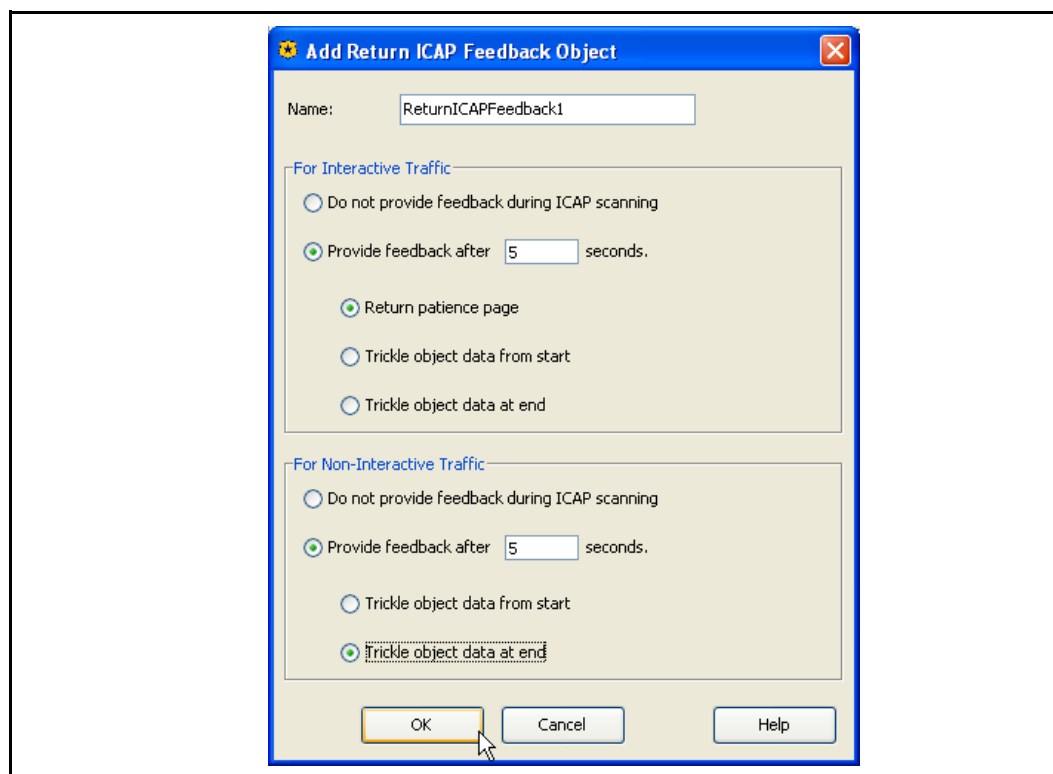 Add Return ICAP Feedback Object
Name: ReturnICAPFeedback1
For Interactive Traffic
Do not provide feedback during ICAP scanning
Provide feedback after 5 seconds.
Return patience page
Trickle object data from start
Trickle object data at end
For Non-Interactive Traffic
Do not provide feedback during ICAP scanning
Provide feedback after 5 seconds.
Trickle object data from start
Trickle object data at end
OK Cancel Help